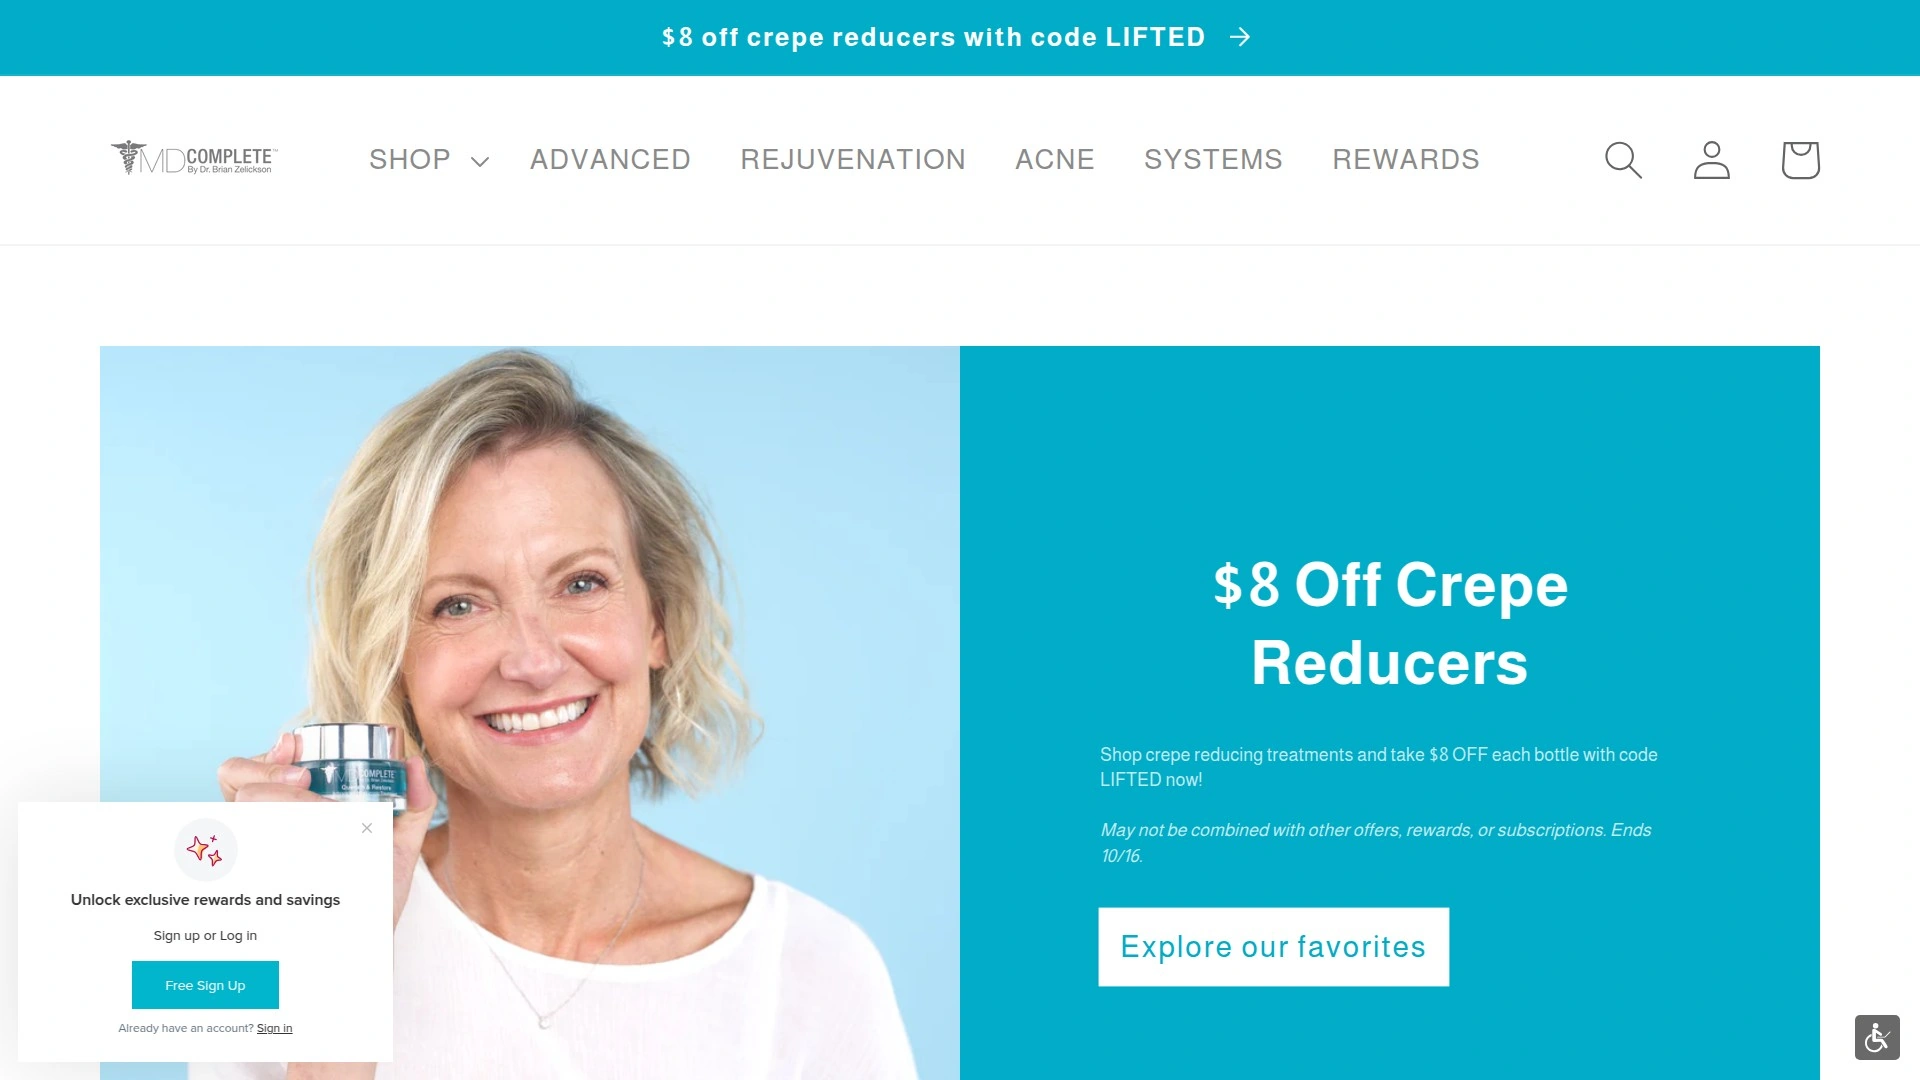 $8 off crepe reducers with code LIFTED
MDCOMPLETE™
By Dr. Brian Zelickson
SHOP
ADVANCED
REJUVENATION
ACNE
SYSTEMS
REWARDS
$8 Off Crepe
Reducers
Shop crepe reducing treatments and take $8 OFF each bottle with code
LIFTED now!
May not be combined with other offers, rewards, or subscriptions. Ends
10/16.
Explore our favorites
MDCOMPLETE
Unlock exclusive rewards and savings
Sign up or Log in
Free Sign Up
Already have an account? Sign in